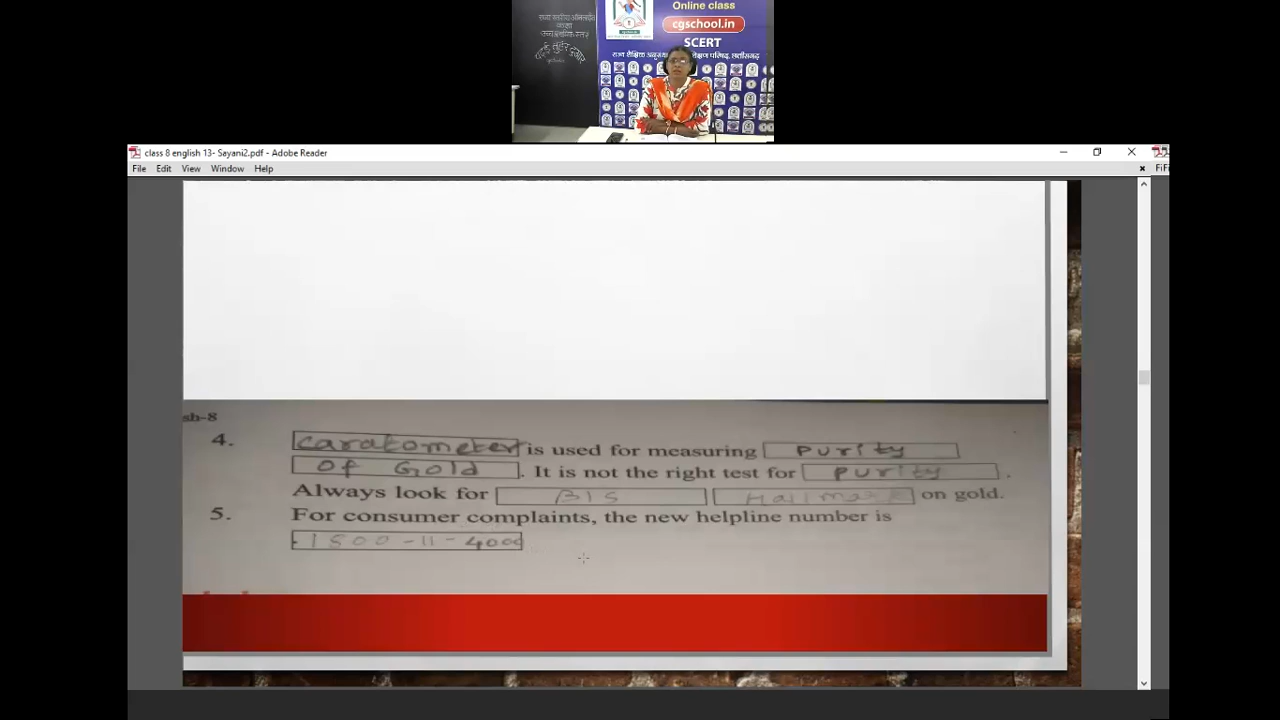 Online class
cgschool.in
SCERT
class 8 english 13- Sayani2.pdf - Adobe Reader
File Edit View Window Help
sh-8
4. caratometer is used for measuring purity
of Gold. It is not the right test for purity.
Always look for BIS Hallmark on gold.
5. For consumer complaints, the new helpline number is
1800-11-4000